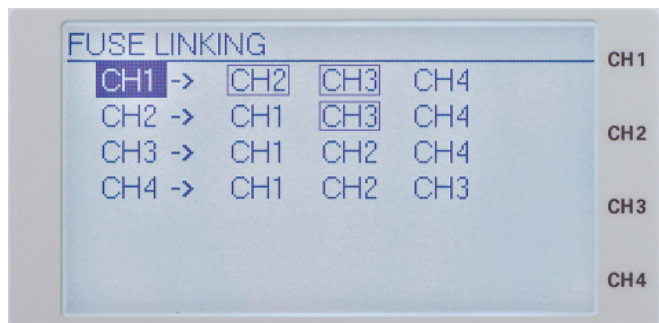 FUSE LINKING
CH1 -> CH2 CH3 CH4
CH2 -> CH1 CH3 CH4
CH3 -> CH1 CH2 CH4
CH4 -> CH1 CH2 CH3
CH1
CH2
CH3
CH4